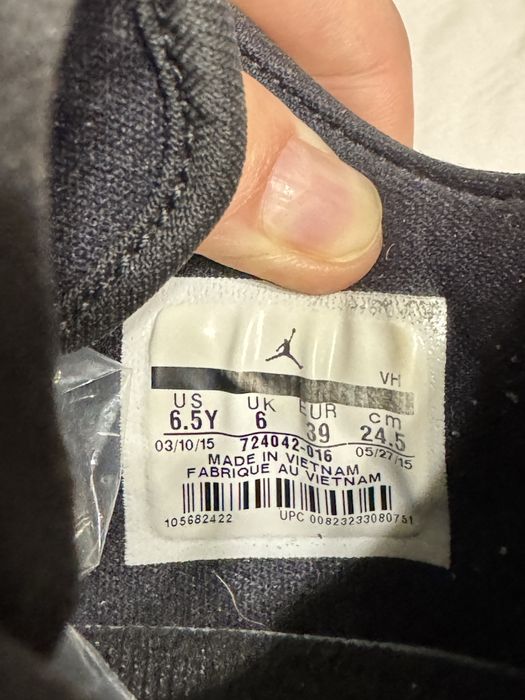 VH
US UK EUR cm
6.5Y 6 39 24.5
03/10/15 724042-016 05/27/15
MADE IN VIETNAM
FABRIQUE AU VIETNAM
105682422 UPC 00823233080751